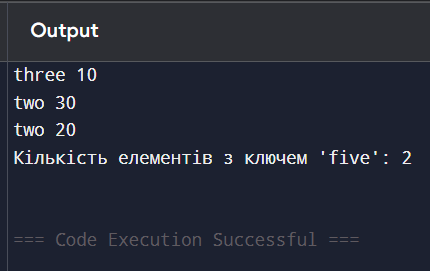 Output
three 10
two 30
two 20
Кількість елементів з ключем 'five': 2
=== Code Execution Successful ===